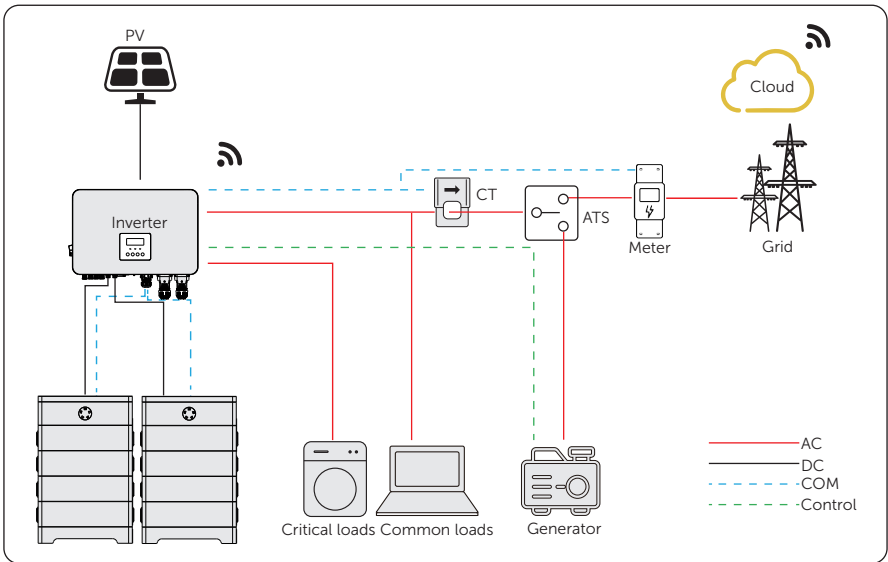 PV
Cloud
Inverter
CT
ATS
Meter
Grid
Critical loads
Common loads
Generator
AC
DC
COM
Control